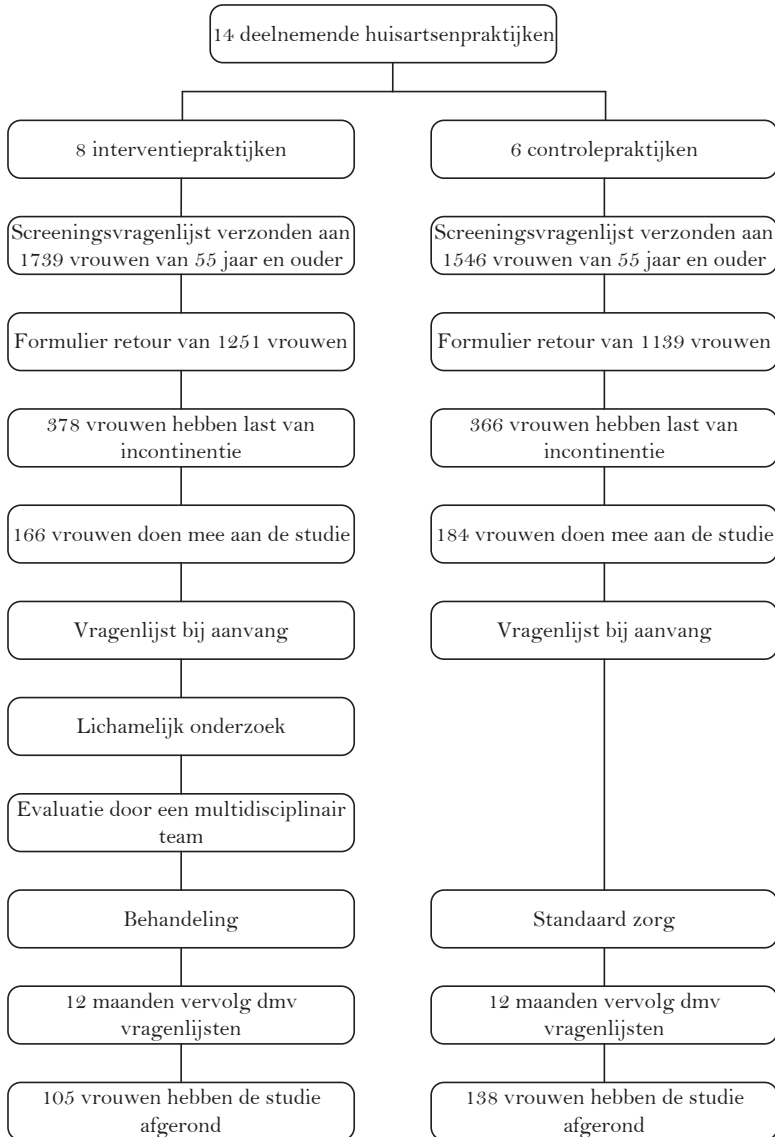 14 deelnemende huisartsenpraktijken
8 interventiepraktijken
6 controlepraktijken
Screeningsvragenlijst verzonden aan
1739 vrouwen van 55 jaar en ouder
Screeningsvragenlijst verzonden aan
1546 vrouwen van 55 jaar en ouder
Formulier retour van 1251 vrouwen
Formulier retour van 1139 vrouwen
378 vrouwen hebben last van
incontinentie
366 vrouwen hebben last van
incontinentie
166 vrouwen doen mee aan de studie
184 vrouwen doen mee aan de studie
Vragenlijst bij aanvang
Vragenlijst bij aanvang
Lichamelijk onderzoek
Evaluatie door een multidisciplinair
team
Behandeling
Standaard zorg
12 maanden vervolg dmv
vragenlijsten
12 maanden vervolg dmv
vragenlijsten
105 vrouwen hebben de studie
afgerond
138 vrouwen hebben de studie
afgerond